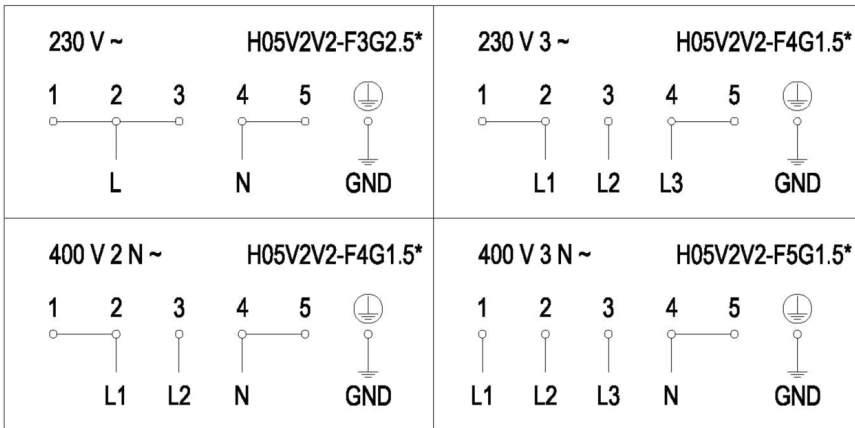 230 V ~ H05V2V2-F3G2.5*
1 2 3 4 5
L N GND
230 V 3 ~ H05V2V2-F4G1.5*
1 2 3 4 5
L1 L2 L3 GND
400 V 2 N ~ H05V2V2-F4G1.5*
1 2 3 4 5
L1 L2 N GND
400 V 3 N ~ H05V2V2-F5G1.5*
1 2 3 4 5
L1 L2 L3 N GND